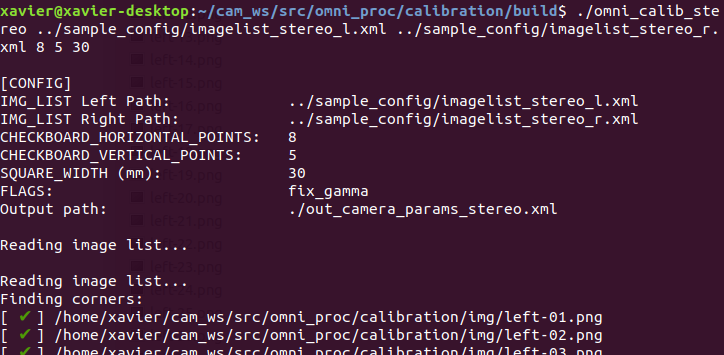 xavier@xavier-desktop:~/cam_ws/src/omni_proc/calibration/build$ ./omni_calib_ste
reo ../sample_config/imagelist_stereo_l.xml ../sample_config/imagelist_stereo_r.
xml 8 5 30
[CONFIG]
IMG_LIST Left Path: ../sample_config/imagelist_stereo_l.xml
IMG_LIST Right Path: ../sample_config/imagelist_stereo_r.xml
CHECKBOARD_HORIZONTAL_POINTS: 8
CHECKBOARD_VERTICAL_POINTS: 5
SQUARE_WIDTH (mm): 30
FLAGS: fix_gamma
Output path: ./out_camera_params_stereo.xml
Reading image list...
Reading image list...
Finding corners:
[ ✔ ] /home/xavier/cam_ws/src/omni_proc/calibration/img/left-01.png
[ ✔ ] /home/xavier/cam_ws/src/omni_proc/calibration/img/left-02.png
[ ✔ ] /home/xavier/cam_ws/src/omni_proc/calibration/img/left-03.png